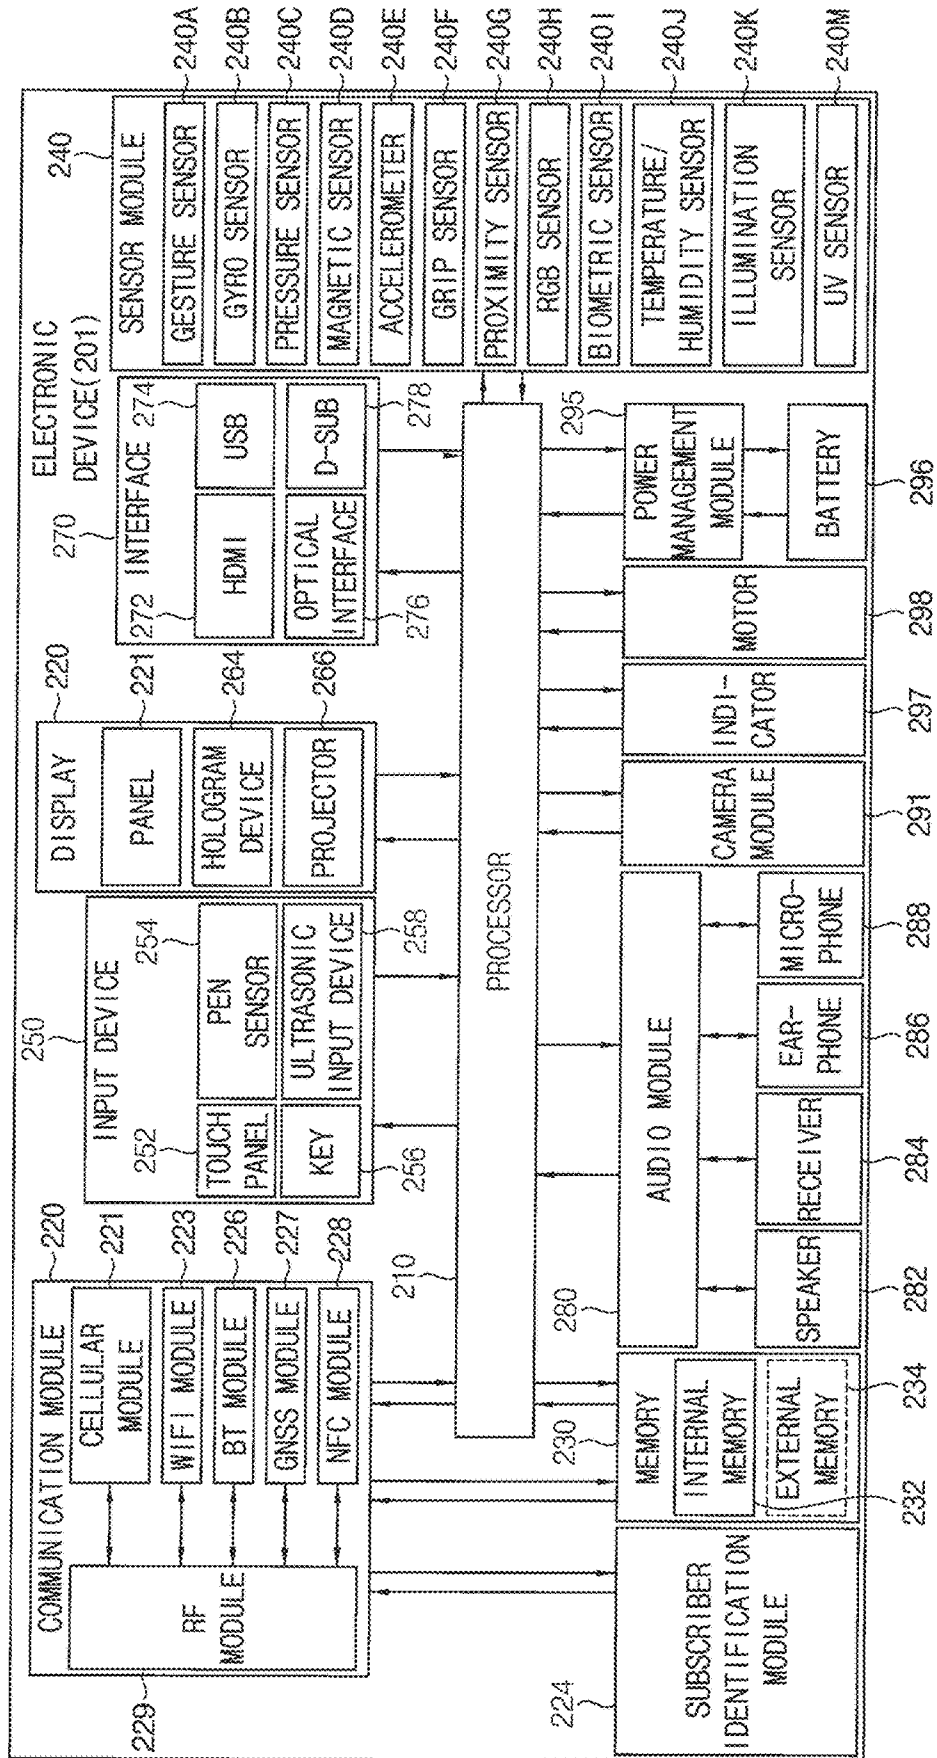 ELECTRONIC
DEVICE(201)
COMMUNICATION MODULE
220
CELLULAR
MODULE
221
WIFI MODULE
223
BT MODULE
226
GNSS MODULE
227
NFC MODULE
228
RF
MODULE
229
250
INPUT DEVICE
252
254
TOUCH
PANEL
PEN
SENSOR
KEY
ULTRASONIC
INPUT DEVICE
256
258
DISPLAY
220
PANEL
221
HOLOGRAM
DEVICE
264
PROJECTOR
266
270
INTERFACE
272
274
HDMI
USB
OPTICAL
INTERFACE
D-SUB
276
278
240
SENSOR MODULE
GESTURE SENSOR
240A
GYRO SENSOR
240B
PRESSURE SENSOR
240C
MAGNETIC SENSOR
240D
ACCELEROMETER
240E
GRIP SENSOR
240F
PROXIMITY SENSOR
240G
RGB SENSOR
240H
BIOMETRIC SENSOR
240I
TEMPERATURE/
HUMIDITY SENSOR
240J
ILLUMINATION
SENSOR
240K
UV SENSOR
240M
210
PROCESSOR
224
SUBSCRIBER
IDENTIFICATION
MODULE
230
MEMORY
INTERNAL
MEMORY
232
EXTERNAL
MEMORY
234
280
AUDIO MODULE
SPEAKER
282
RECEIVER
284
EAR-
PHONE
286
MICRO-
PHONE
288
CAMERA
MODULE
291
INDI-
CATOR
297
MOTOR
298
295
POWER
MANAGEMENT
MODULE
BATTERY
296